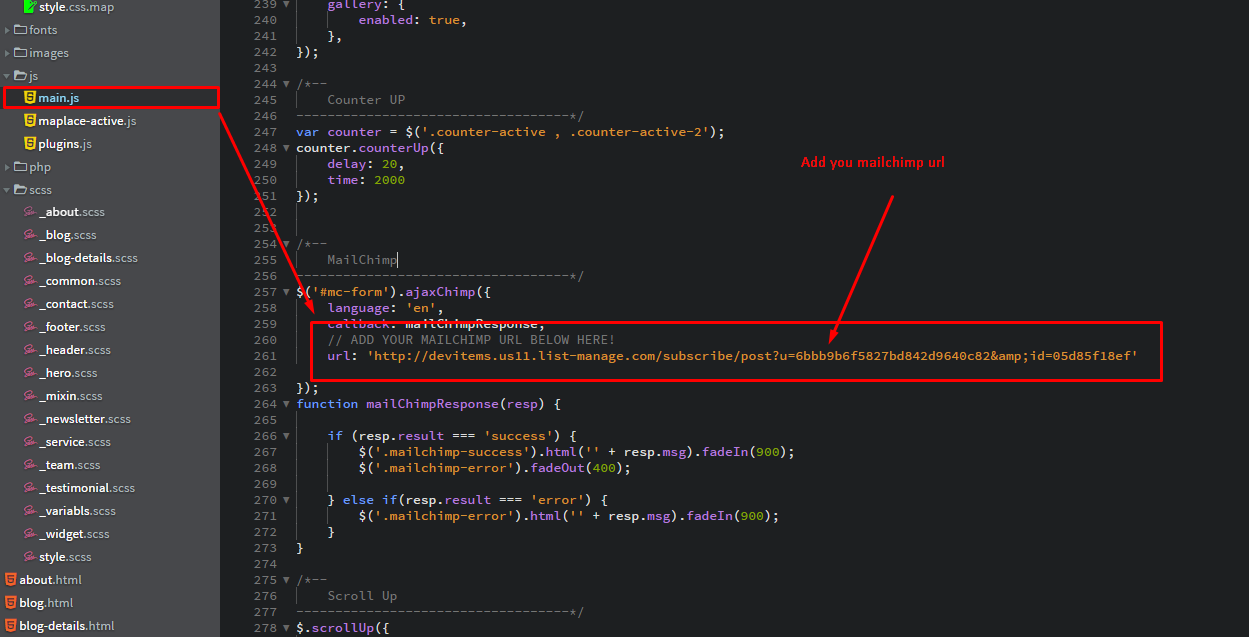 style.css.map
fonts
images
js
main.js
maplace-active.js
plugins.js
php
scss
_about.scss
_blog.scss
_blog-details.scss
_common.scss
_contact.scss
_footer.scss
_header.scss
_hero.scss
_mixin.scss
_newsletter.scss
_service.scss
_team.scss
_testimonial.scss
_variabls.scss
_widget.scss
style.scss
about.html
blog.html
blog-details.html
239 gallery: {
240 enabled: true,
241 },
242 });
243
244 /*--
245 Counter UP
246 -----------------------------------*/
247 var counter = $('.counter-active , .counter-active-2');
248 counter.counterUp({
249 delay: 20,
250 time: 2000
251 });
252
253
254 /*--
255 MailChimp
256 -----------------------------------*/
257 $('#mc-form').ajaxChimp({
258 language: 'en',
259 callback: mailChimpResponse,
260 // ADD YOUR MAILCHIMP URL BELOW HERE!
261 url: 'http://devitems.us11.list-manage.com/subscribe/post?u=6bbb9b6f5827bd842d9640c82&amp;id=05d85f18ef'
262
263 });
264 function mailChimpResponse(resp) {
265
266 if (resp.result === 'success') {
267 $('.mailchimp-success').html('' + resp.msg).fadeIn(900);
268 $('.mailchimp-error').fadeOut(400);
269
270 } else if(resp.result === 'error') {
271 $('.mailchimp-error').html('' + resp.msg).fadeIn(900);
272 }
273 }
274
275 /*--
276 Scroll Up
277 -----------------------------------*/
278 $.scrollUp({
Add you mailchimp url